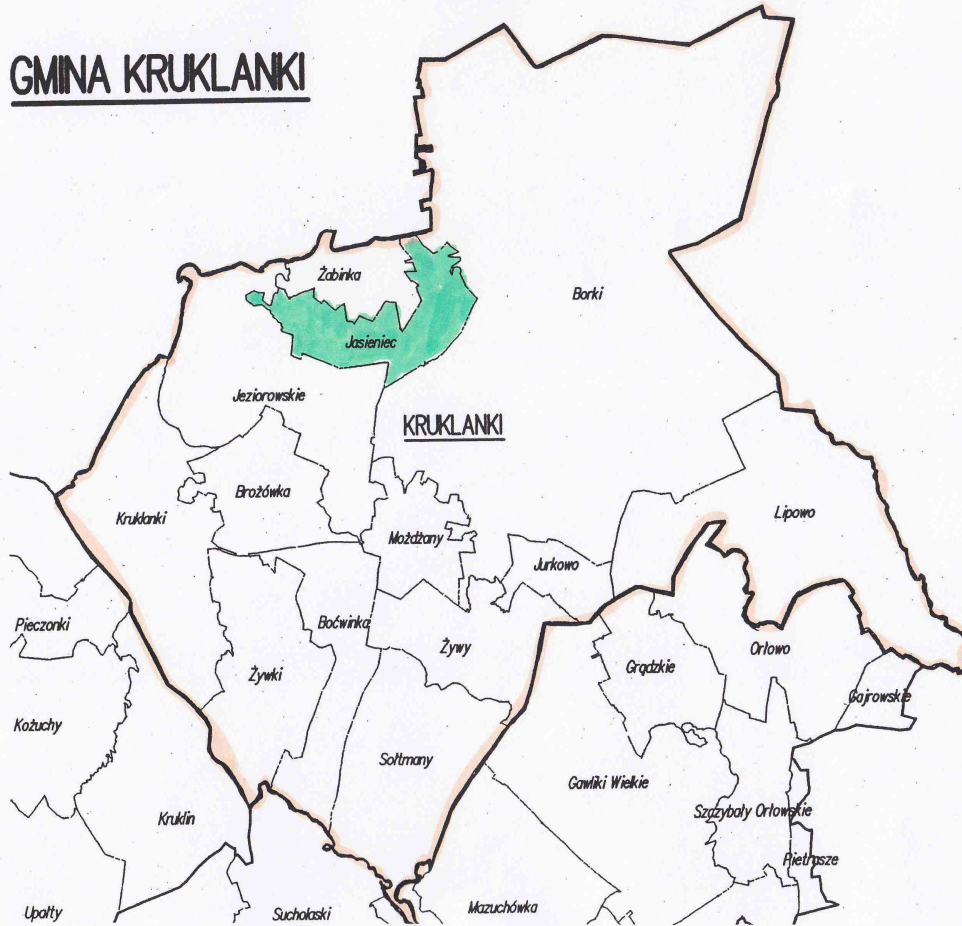 GMINA KRUKLANKI
Żabinka
Borki
Jasieniec
Jeziorowskie
KRUKLANKI
Brożówka
Kruklanki
Lipowo
Możdżany
Jurkowo
Pieczonki
Boćwinka
Żywy
Orłowo
Grądzkie
Żywki
Gajrowskie
Kożuchy
Sołtmany
Gawliki Wielkie
Szczybały Orłowskie
Kruklin
Pietrasze
Upałty
Sucholaski
Mazuchówka